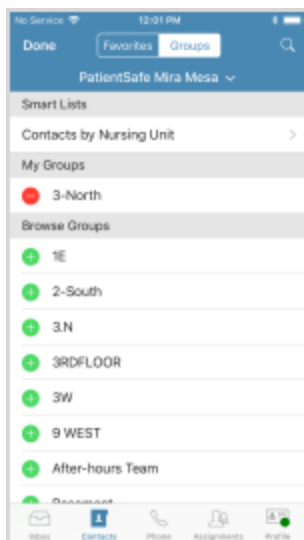 No Service 12:01 PM
Done Favorites Groups
PatientSafe Mira Mesa
Smart Lists
Contacts by Nursing Unit
My Groups
3-North
Browse Groups
1E
2-South
3.N
3RDFLOOR
3W
9 WEST
After-hours Team
Basement
Inbox Contacts Phone Assignments Profile